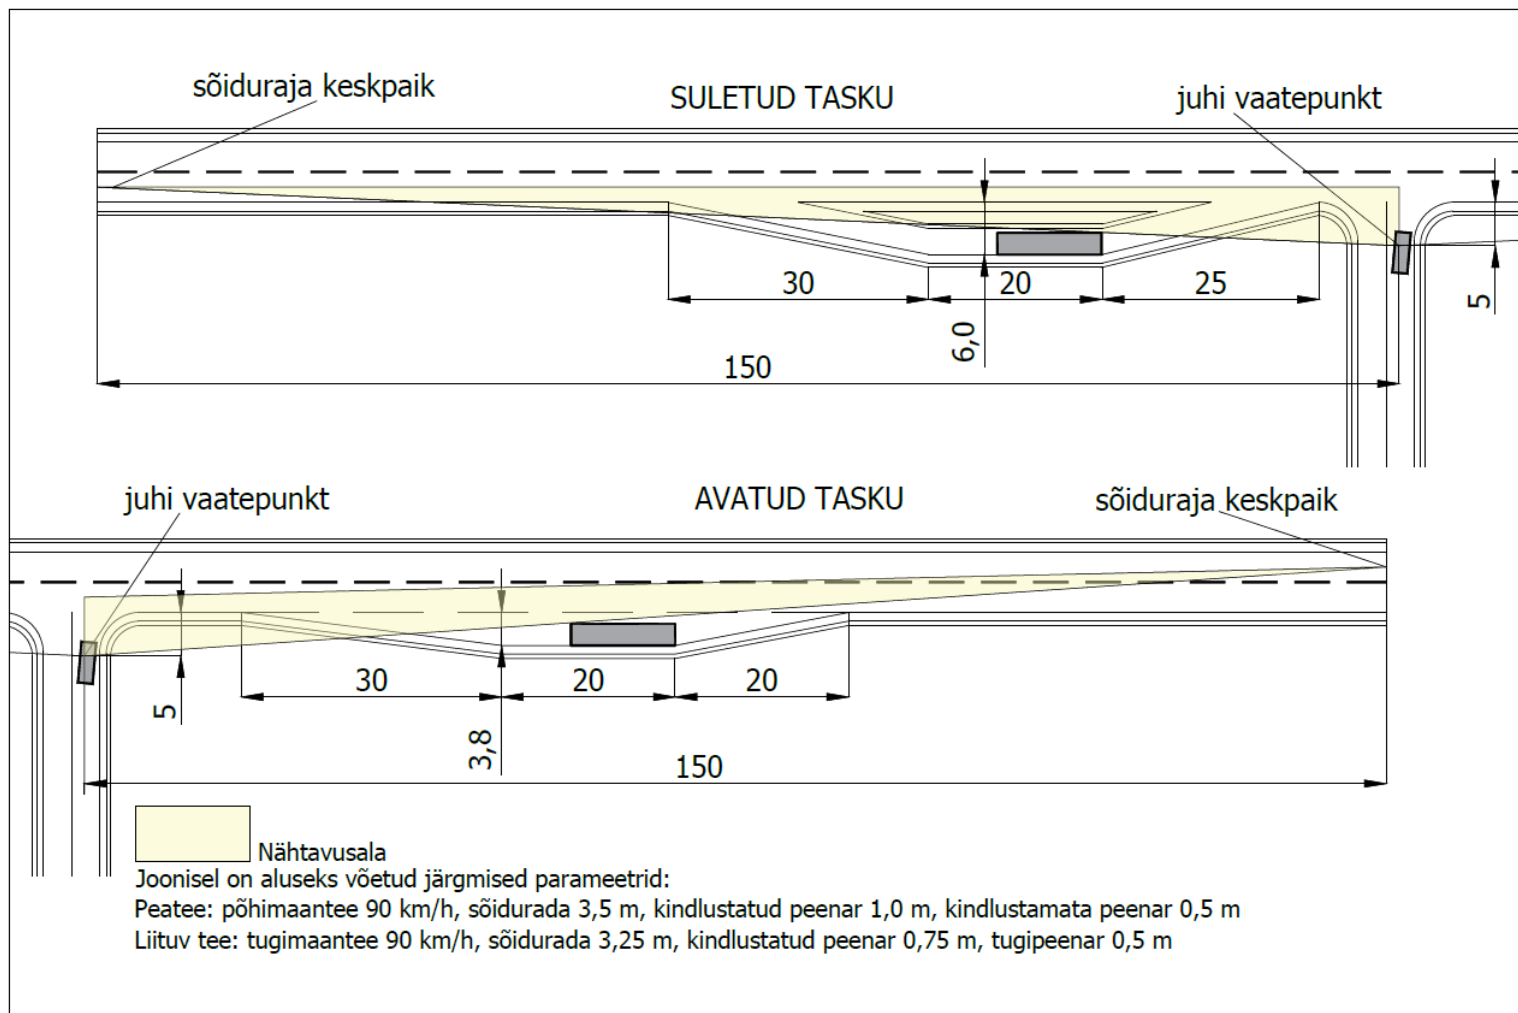 sõiduraja keskpaik
SULETUD TASKU
juhi vaatepunkt
30
20
25
5
6,0
150
juhi vaatepunkt
AVATUD TASKU
sõiduraja keskpaik
30
20
20
5
3,8
150
Nähtavusala
Joonisel on aluseks võetud järgmised parameetrid:
Peatee: põhimaantee 90 km/h, sõidurada 3,5 m, kindlustatud peenar 1,0 m, kindlustamata peenar 0,5 m
Liituv tee: tugimaantee 90 km/h, sõidurada 3,25 m, kindlustatud peenar 0,75 m, tugipeenar 0,5 m